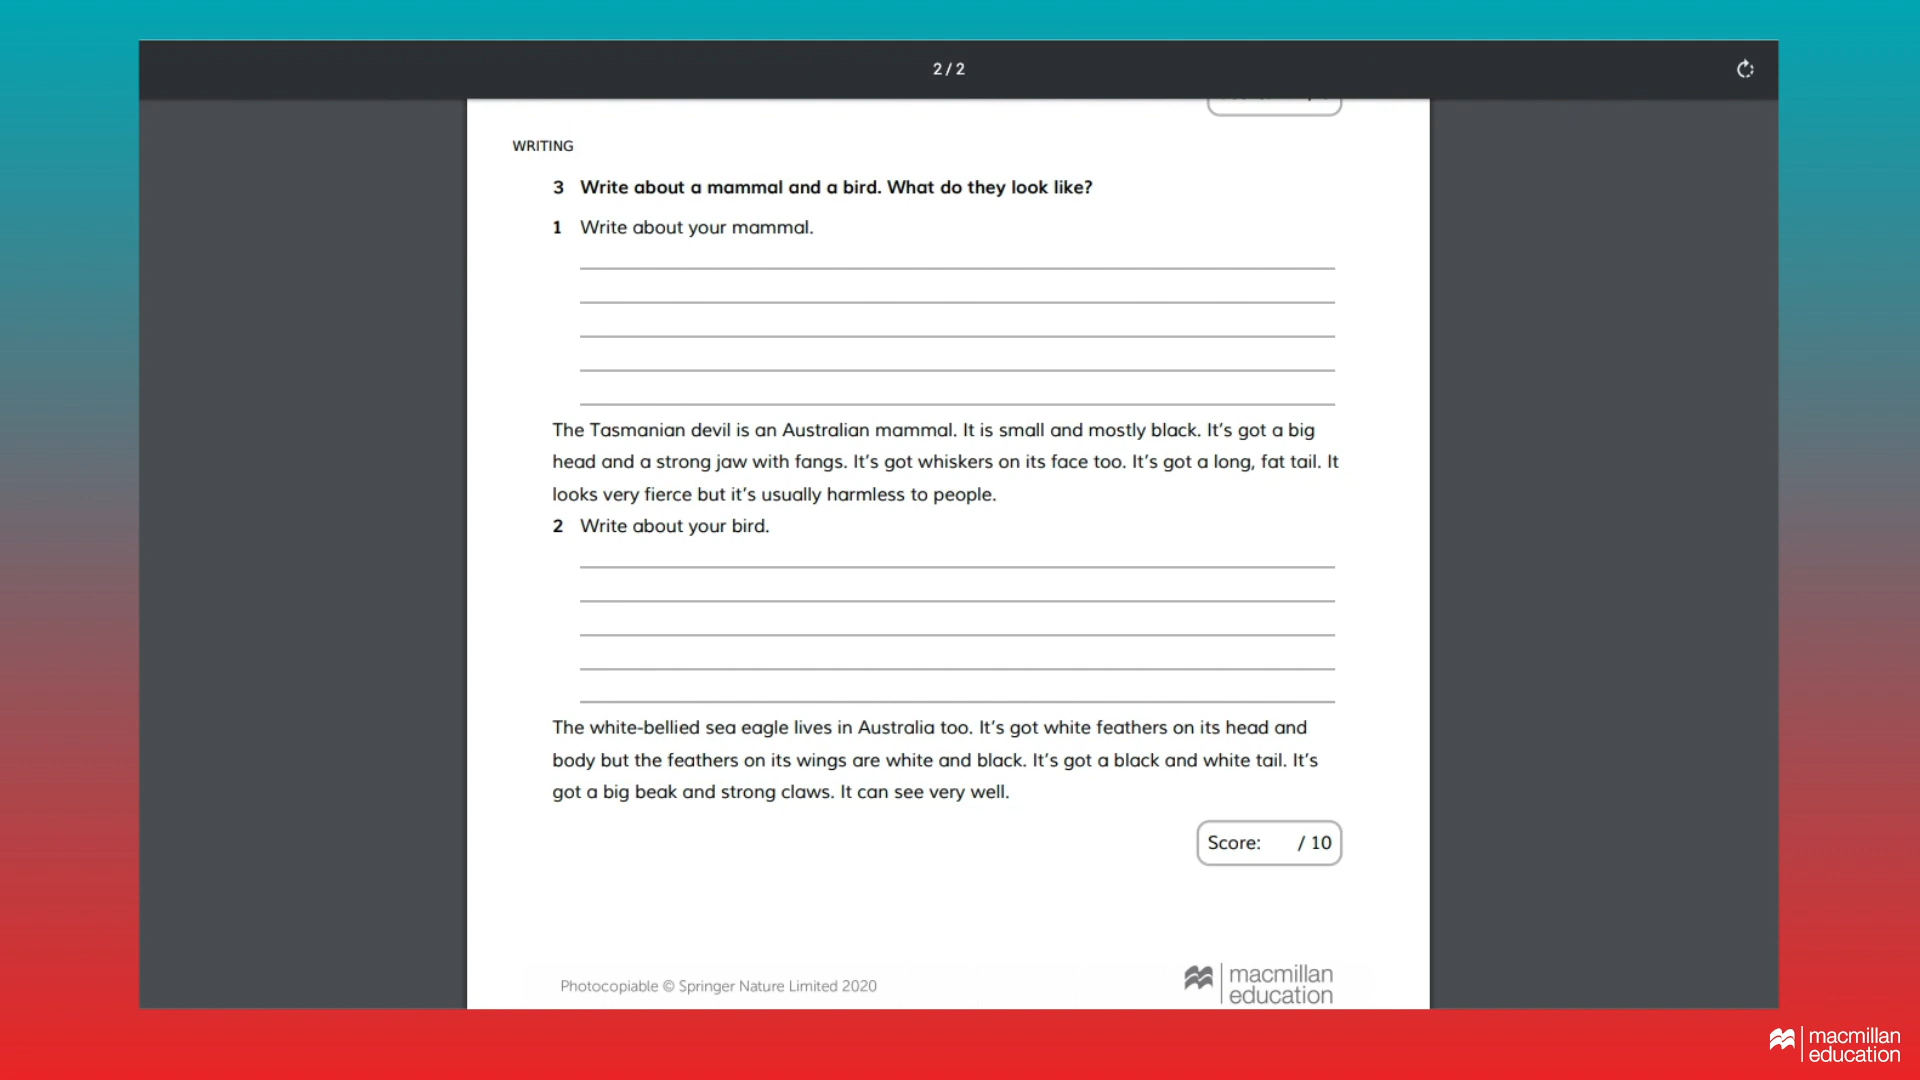 2 / 2
WRITING
3 Write about a mammal and a bird. What do they look like?
1 Write about your mammal.
The Tasmanian devil is an Australian mammal. It is small and mostly black. It’s got a big
head and a strong jaw with fangs. It’s got whiskers on its face too. It’s got a long, fat tail. It
looks very fierce but it’s usually harmless to people.
2 Write about your bird.
The white-bellied sea eagle lives in Australia too. It’s got white feathers on its head and
body but the feathers on its wings are white and black. It’s got a black and white tail. It’s
got a big beak and strong claws. It can see very well.
Score: / 10
Photocopiable © Springer Nature Limited 2020
macmillan
education
macmillan
education